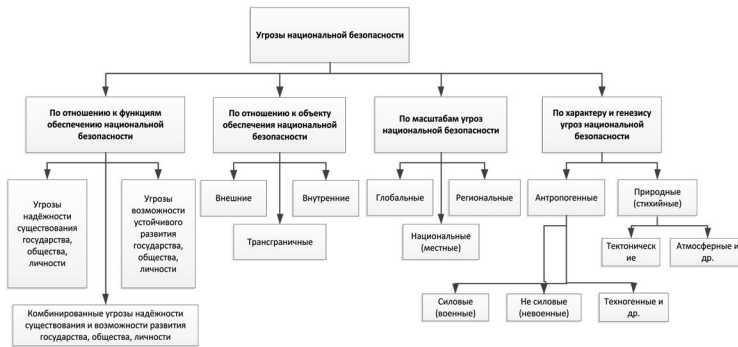 Угрозы национальной безопасности
По отношению к функциям
обеспечению национальной
безопасности
По отношению к объекту
обеспечения национальной
безопасности
По масштабам угроз
национальной безопасности
По характеру и генезису
угроз национальной
безопасности
Угрозы
надёжности
существования
государства,
общества,
личности
Угрозы
возможности
устойчивого
развития
государства,
общества,
личности
Комбинированные угрозы надёжности
существования и возможности развития
государства, общества, личности
Внешние
Внутренние
Трансграничные
Глобальные
Региональные
Национальные
(местные)
Антропогенные
Природные
(стихийные)
Тектоническ
ие
Атмосферные и
др.
Силовые
(военные)
Не силовые
(невоенные)
Техногенные и
др.